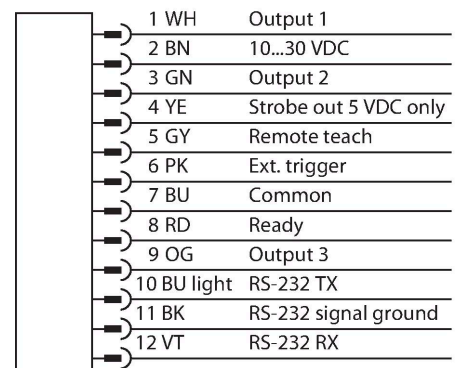 1 WH Output 1
2 BN 10...30 VDC
3 GN Output 2
4 YE Strobe out 5 VDC only
5 GY Remote teach
6 PK Ext. trigger
7 BU Common
8 RD Ready
9 OG Output 3
10 BU light RS-232 TX
11 BK RS-232 signal ground
12 VT RS-232 RX